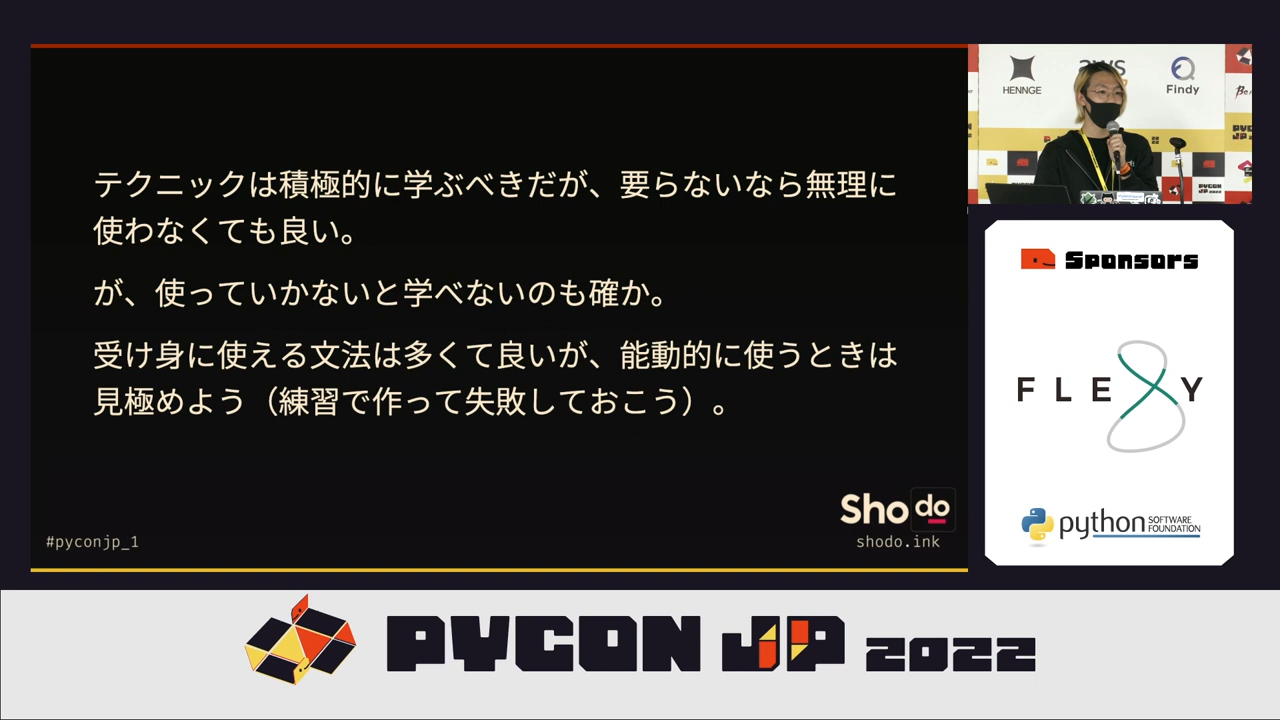 テクニックは積極的に学ぶべきだが、要らないなら無理に
使わなくても良い。
が、使っていかないと学べないのも確か。
受け身に使える文法は多くて良いが、能動的に使うときは
見極めよう（練習で作って失敗しておこう）。
Shodo
#pyconjp_1
shodo.ink
HENNGE
aws
Findy
PYCON
JP 2022
Sponsors
FLEXY
python SOFTWARE
FOUNDATION
PYCON JP 2022